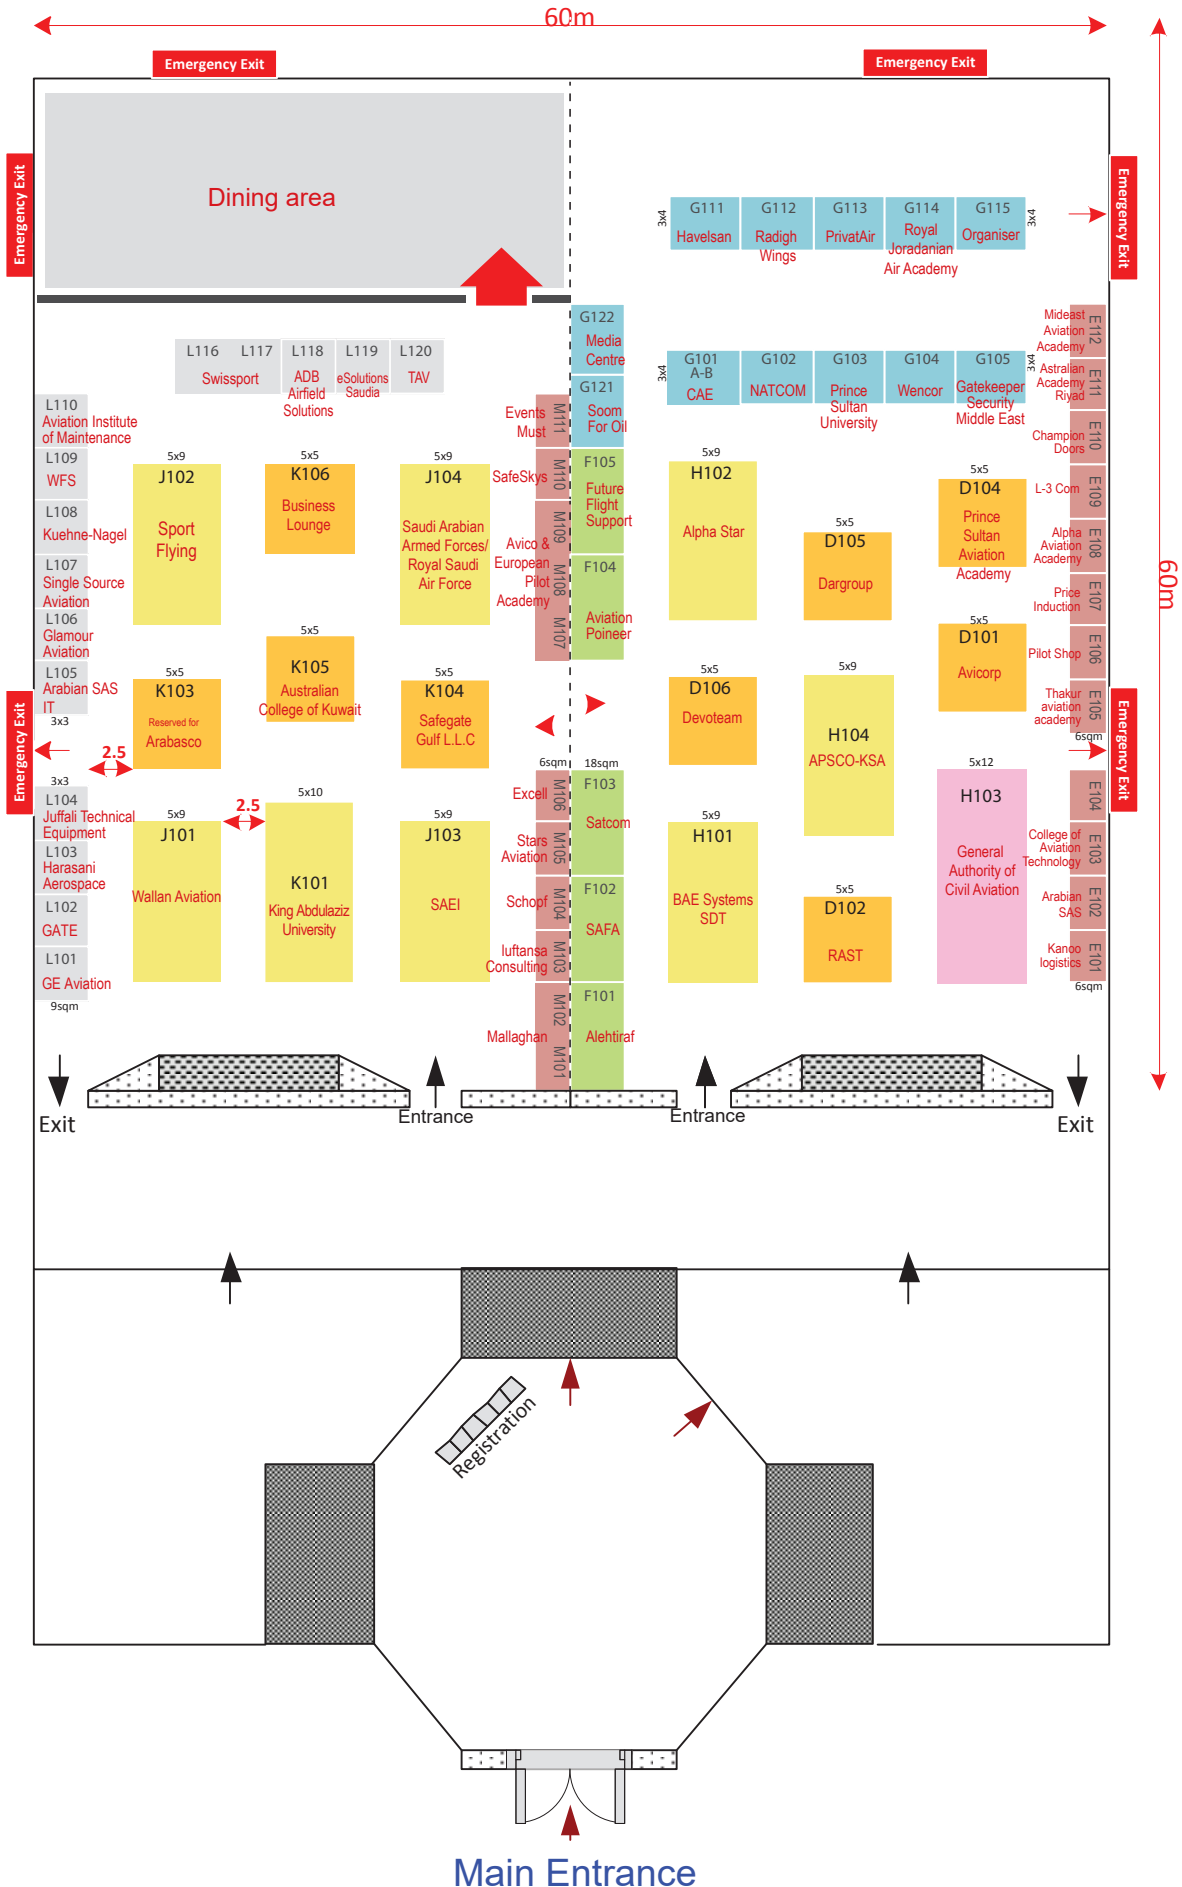 60m
Emergency Exit
Emergency Exit
Emergency Exit
Emergency Exit
Dining area
3x4
G111
Havelsan
G112
Radigh
Wings
G113
PrivatAir
G114
Royal
Joradanian
Air Academy
G115
Organiser
3x4
60m
G122
Media
Centre
G121
Soom
For Oil
L116
L117
Swissport
L118
ADB
Airfield
Solutions
L119
eSolutions
Saudia
L120
TAV
3x4
G101
A-B
CAE
G102
NATCOM
G103
Prince
Sultan
University
G104
Wencor
G105
Gatekeeper
Security
Middle East
3x4
Mideast
Aviation
Academy
E112
Astralian
Academy
Riyad
E111
Champion
Doors
E110
L-3 Com
E109
Alpha
Aviation
Academy
E108
Price
Induction
E107
Pilot Shop
E106
Thakur
aviation
academy
E105
6sqm
L110
Aviation Institute
of Maintenance
L109
WFS
L108
Kuehne-Nagel
L107
Single Source
Aviation
L106
Glamour
Aviation
L105
Arabian SAS
IT
3x3
5x9
J102
Sport
Flying
5x5
K106
Business
Lounge
5x9
J104
Saudi Arabian
Armed Forces/
Royal Saudi
Air Force
Events
Must
M111
SafeSkys
M110
Avico &
European
Pilot
Academy
M109
M108
M107
F105
Future
Flight
Support
F104
Aviation
Poineer
5x9
H102
Alpha Star
5x5
D105
Dargroup
5x5
D104
Prince
Sultan
Aviation
Academy
5x5
D101
Avicorp
5x5
K105
Australian
College of Kuwait
5x5
K103
Reserved for
Arabasco
5x5
K104
Safegate
Gulf L.L.C
5x5
D106
Devoteam
5x9
H104
APSCO-KSA
Emergency Exit
Emergency Exit
2.5
2.5
3x3
L104
Juffali Technical
Equipment
L103
Harasani
Aerospace
L102
GATE
L101
GE Aviation
9sqm
5x9
J101
Wallan Aviation
5x10
K101
King Abdulaziz
University
5x9
J103
SAEI
6sqm
18sqm
Excell
M106
Stars
Aviation
M105
Schopf
M104
luftansa
Consulting
M103
Mallaghan
M102
M101
F103
Satcom
F102
SAFA
F101
Alehtiraf
5x9
H101
BAE Systems
SDT
5x5
D102
RAST
5x12
H103
General
Authority of
Civil Aviation
E104
College of
Aviation
Technology
E103
Arabian
SAS
E102
Kanoo
logistics
E101
6sqm
Exit
Entrance
Entrance
Exit
Registration
Main Entrance